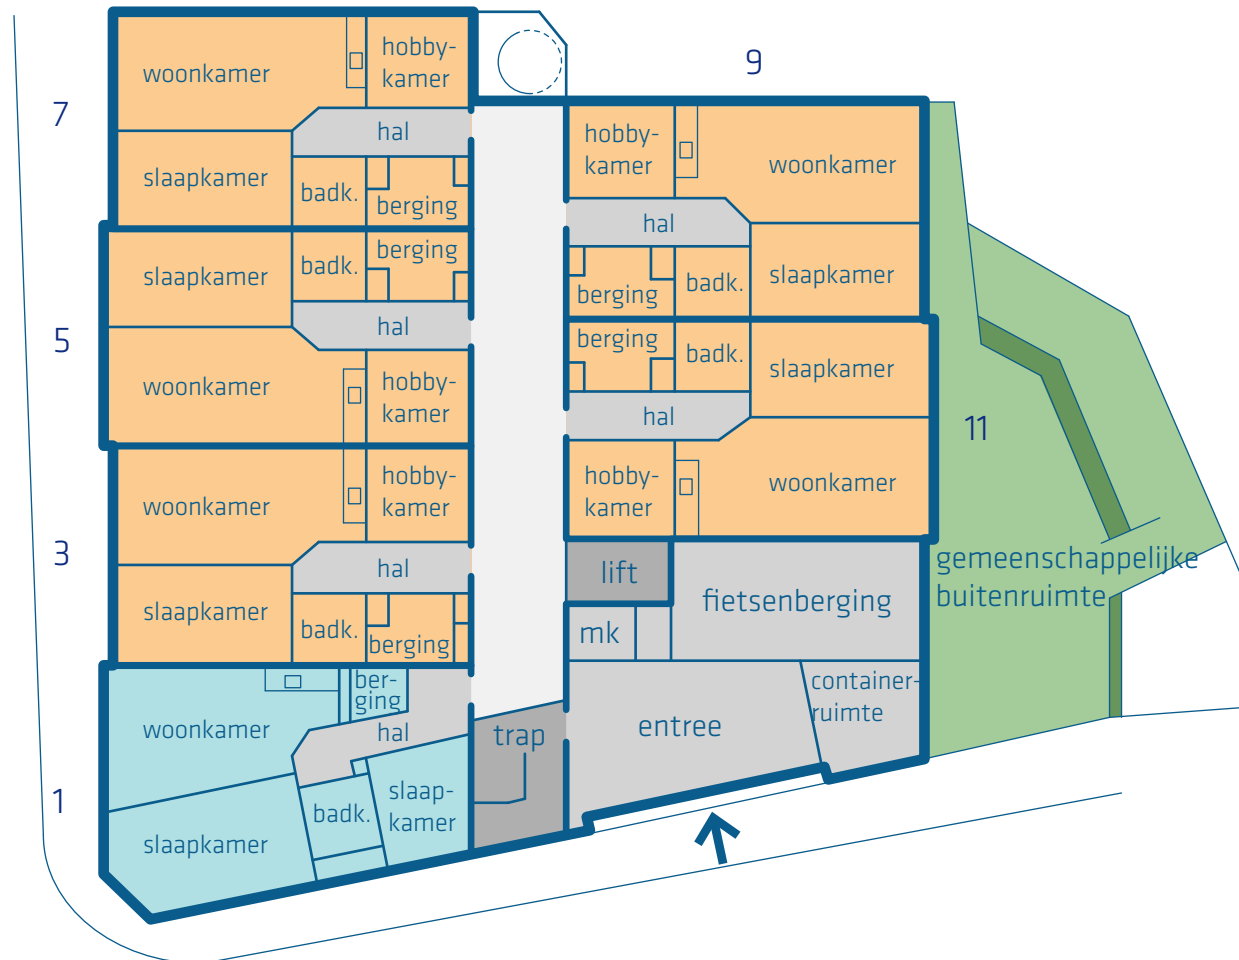 7
woonkamer
hobby-
kamer
hal
slaapkamer
badk.
berging
5
slaapkamer
badk.
berging
hal
woonkamer
hobby-
kamer
3
woonkamer
hobby-
kamer
hal
slaapkamer
badk.
berging
1
woonkamer
ber-
ging
hal
slaapkamer
badk.
slaap-
kamer
trap
9
hobby-
kamer
woonkamer
hal
berging
badk.
slaapkamer
11
berging
badk.
slaapkamer
hal
hobby-
kamer
woonkamer
lift
fietsenberging
mk
entree
container-
ruimte
gemeenschappelijke
buitenruimte